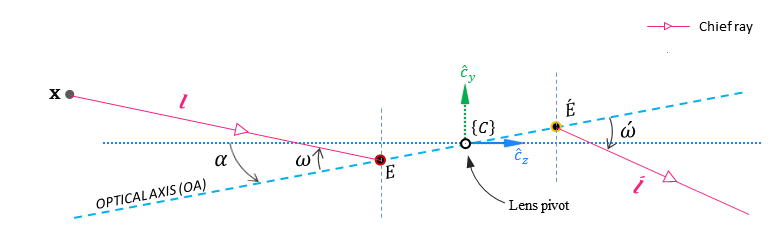 Chief ray
ĉy
x
l
É
{C}
ώ
α
ω
E
ĉz
ĺ
OPTICAL AXIS (OA)
Lens pivot